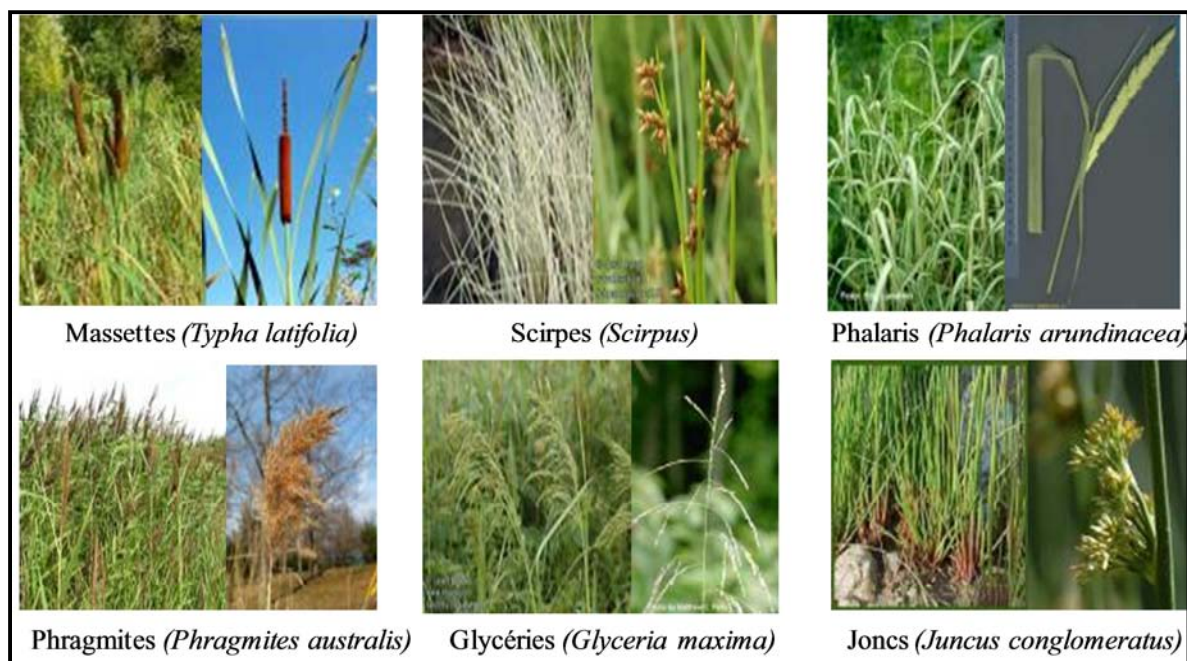 Massettes (Typha latifolia)
Scirpes (Scirpus)
Phalaris (Phalaris arundinacea)
Phragmites (Phragmites australis)
Glycéries (Glyceria maxima)
Joncs (Juncus conglomeratus)